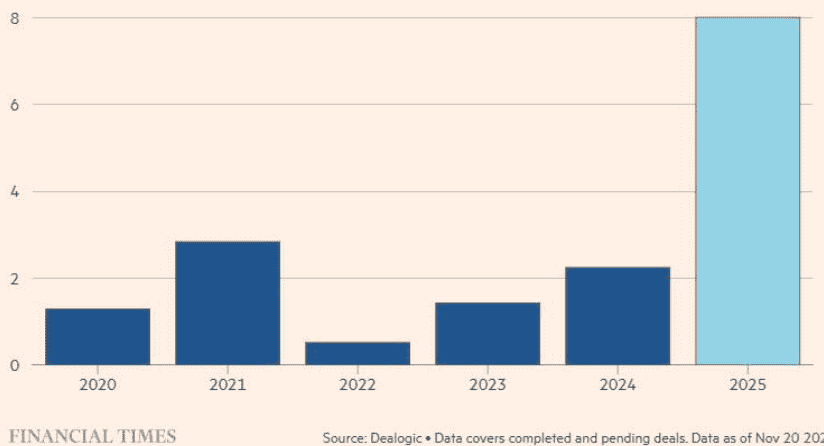 8
6
4
2
0
2020 2021 2022 2023 2024 2025
FINANCIAL TIMES Source: Dealogic • Data covers completed and pending deals. Data as of Nov 20 202